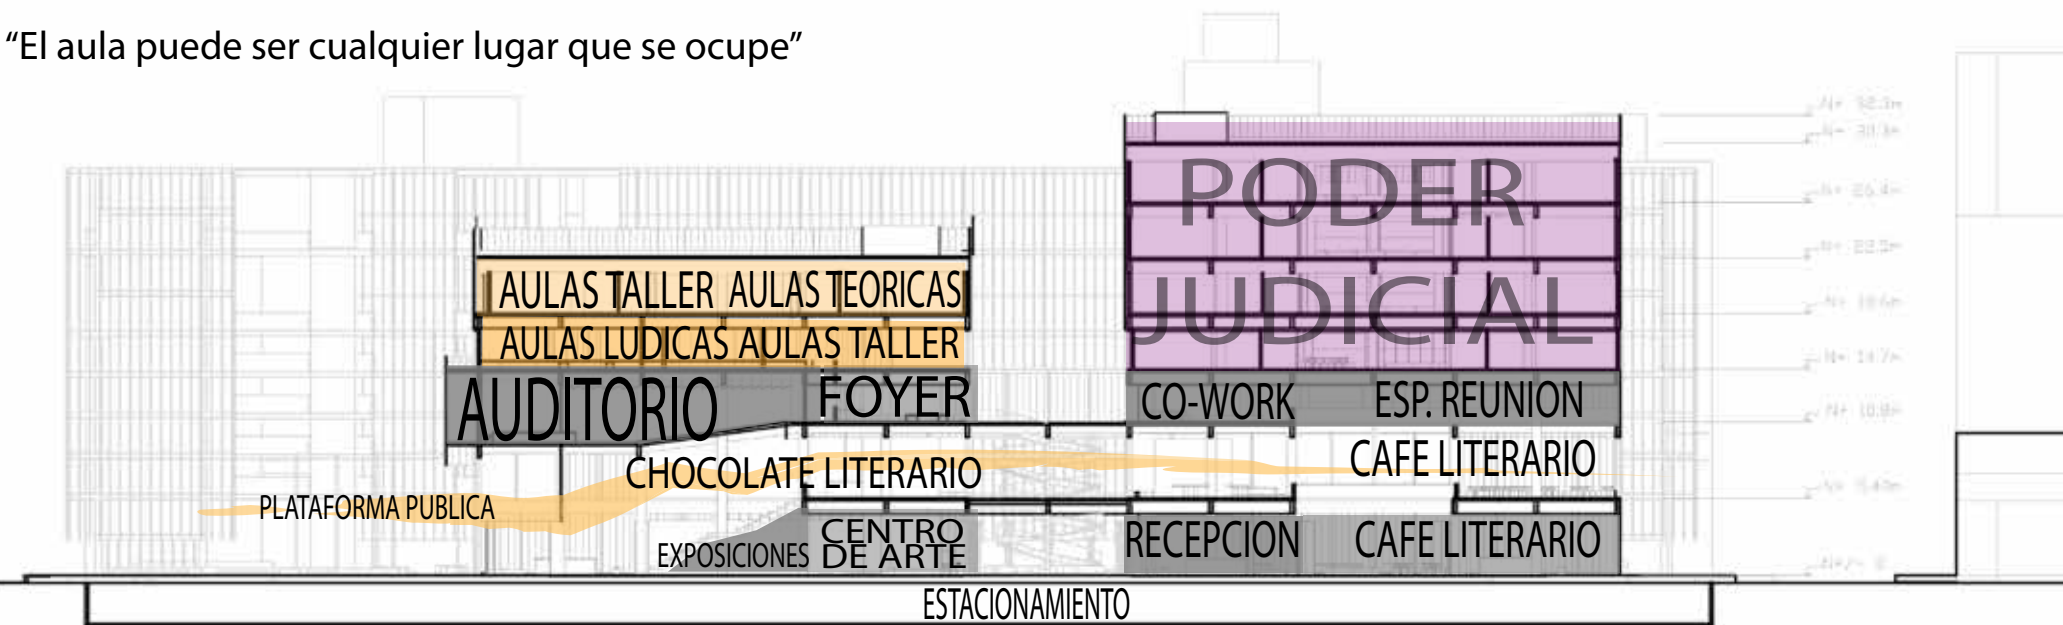 “El aula puede ser cualquier lugar que se ocupe”
PODER
JUDICIAL
AULAS TALLER AULAS TEORICAS
AULAS LUDICAS AULAS TALLER
AUDITORIO
FOYER
CO-WORK
ESP. REUNION
CHOCOLATE LITERARIO
CAFE LITERARIO
PLATAFORMA PUBLICA
EXPOSICIONES
CENTRO
DE ARTE
RECEPCION
CAFE LITERARIO
ESTACIONAMIENTO